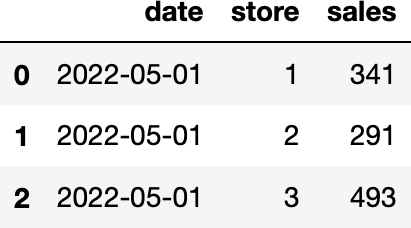 date store sales
0 2022-05-01 1 341
1 2022-05-01 2 291
2 2022-05-01 3 493